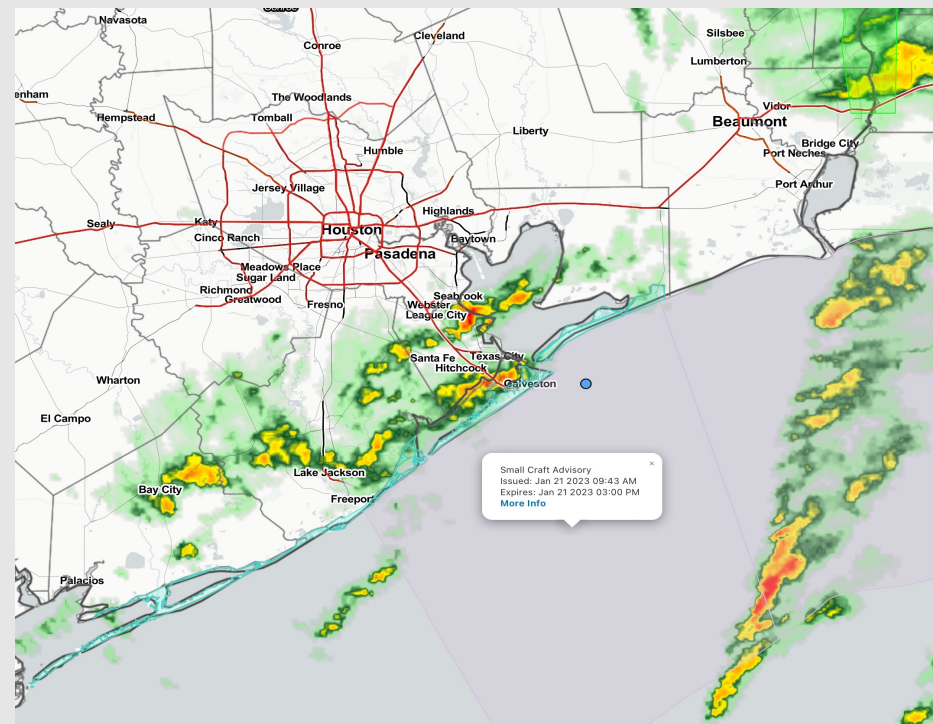 Navasota
Conroe
Cleveland
Silsbee
Lumberton
The Woodlands
Hempstead
Tomball
Vidor
Beaumont
Liberty
Humble
Bridge City
Port Neches
Jersey Village
Port Arthur
Highlands
Sealy
Katy
Houston
Cinco Ranch
Baytown
Pasadena
Meadows Place
Sugar Land
Richmond
Greatwood
Fresno
Seabrook
Webster
League City
Santa Fe
Texas City
Hitchcock
Wharton
Galveston
El Campo
Small Craft Advisory ×
Issued: Jan 21 2023 09:43 AM
Expires: Jan 21 2023 03:00 PM
More Info
Lake Jackson
Bay City
Freeport
Palacios